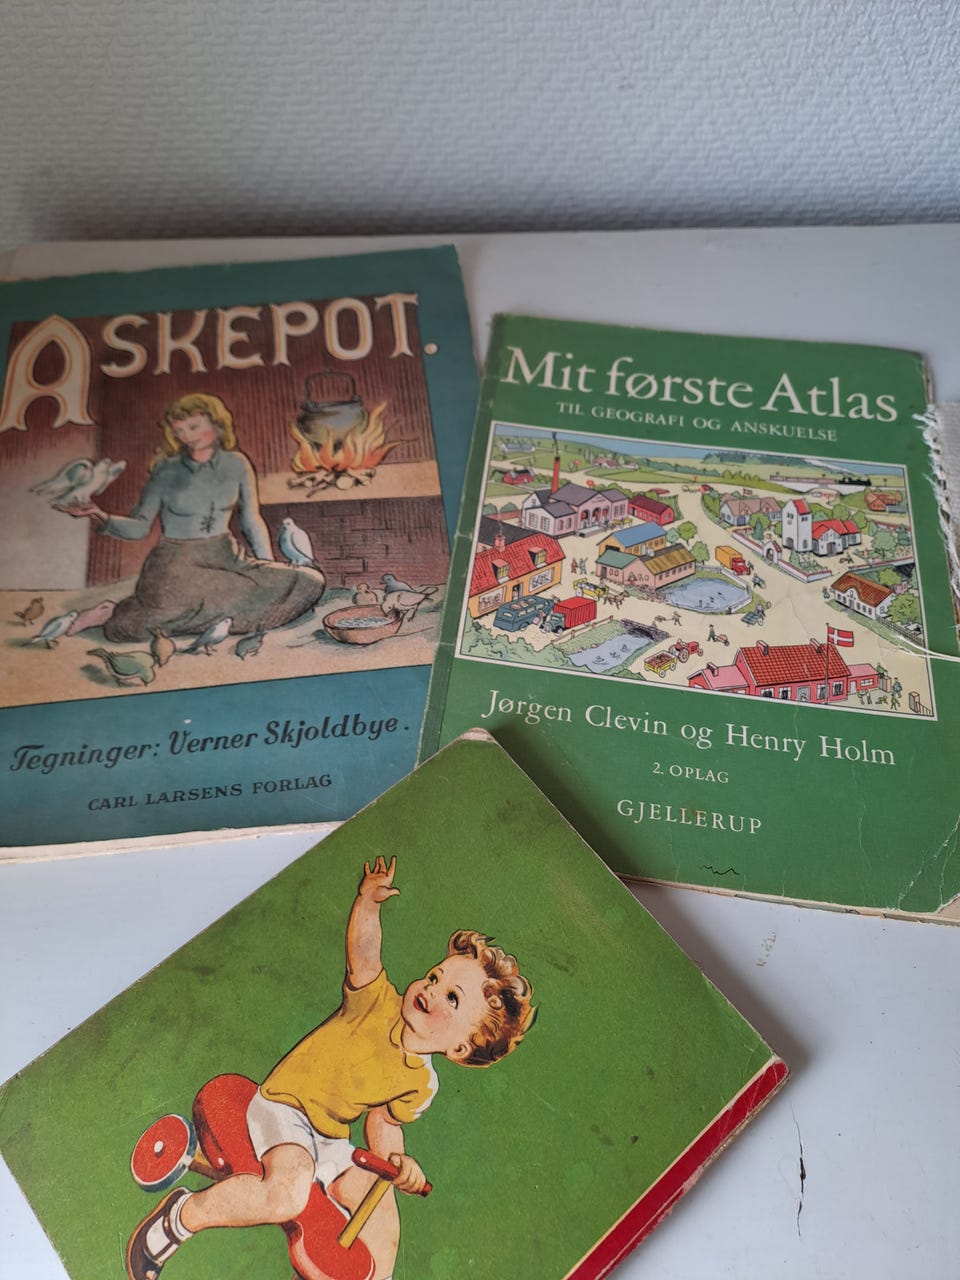 ASKEPOT.
Tegninger: Verner Skjoldbye.
CARL LARSENS FORLAG
Mit første Atlas
TIL GEOGRAFI OG ANSKUELSE
Jørgen Clevin og Henry Holm
2. OPLAG
GJELLERUP